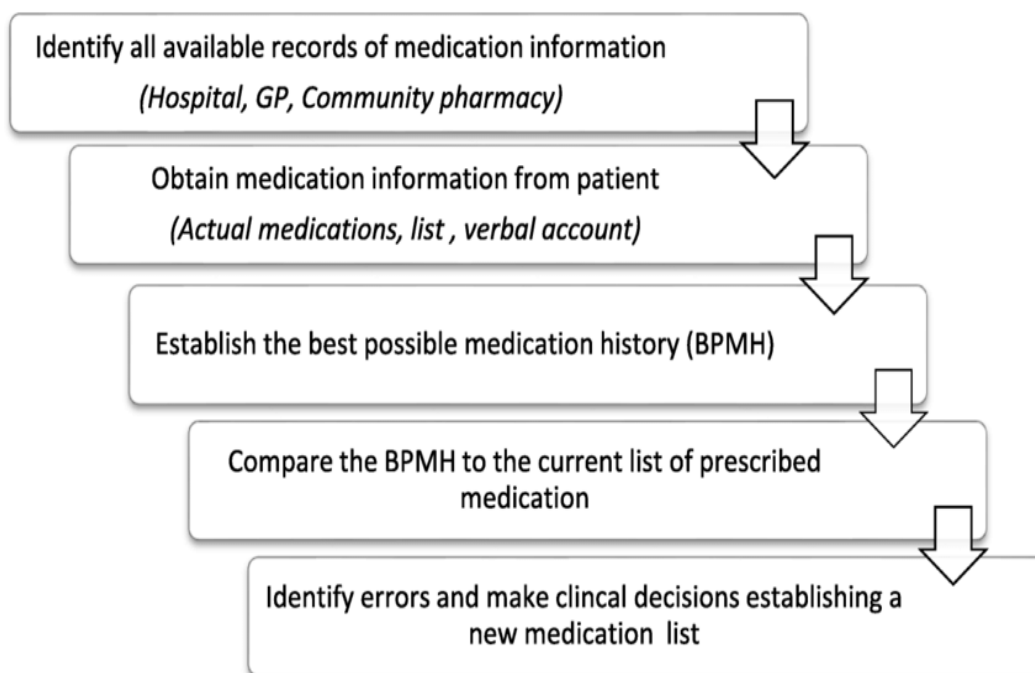 Identify all available records of medication information
(Hospital, GP, Community pharmacy)
Obtain medication information from patient
(Actual medications, list , verbal account)
Establish the best possible medication history (BPMH)
Compare the BPMH to the current list of prescribed
medication
Identify errors and make clincal decisions establishing a
new medication list